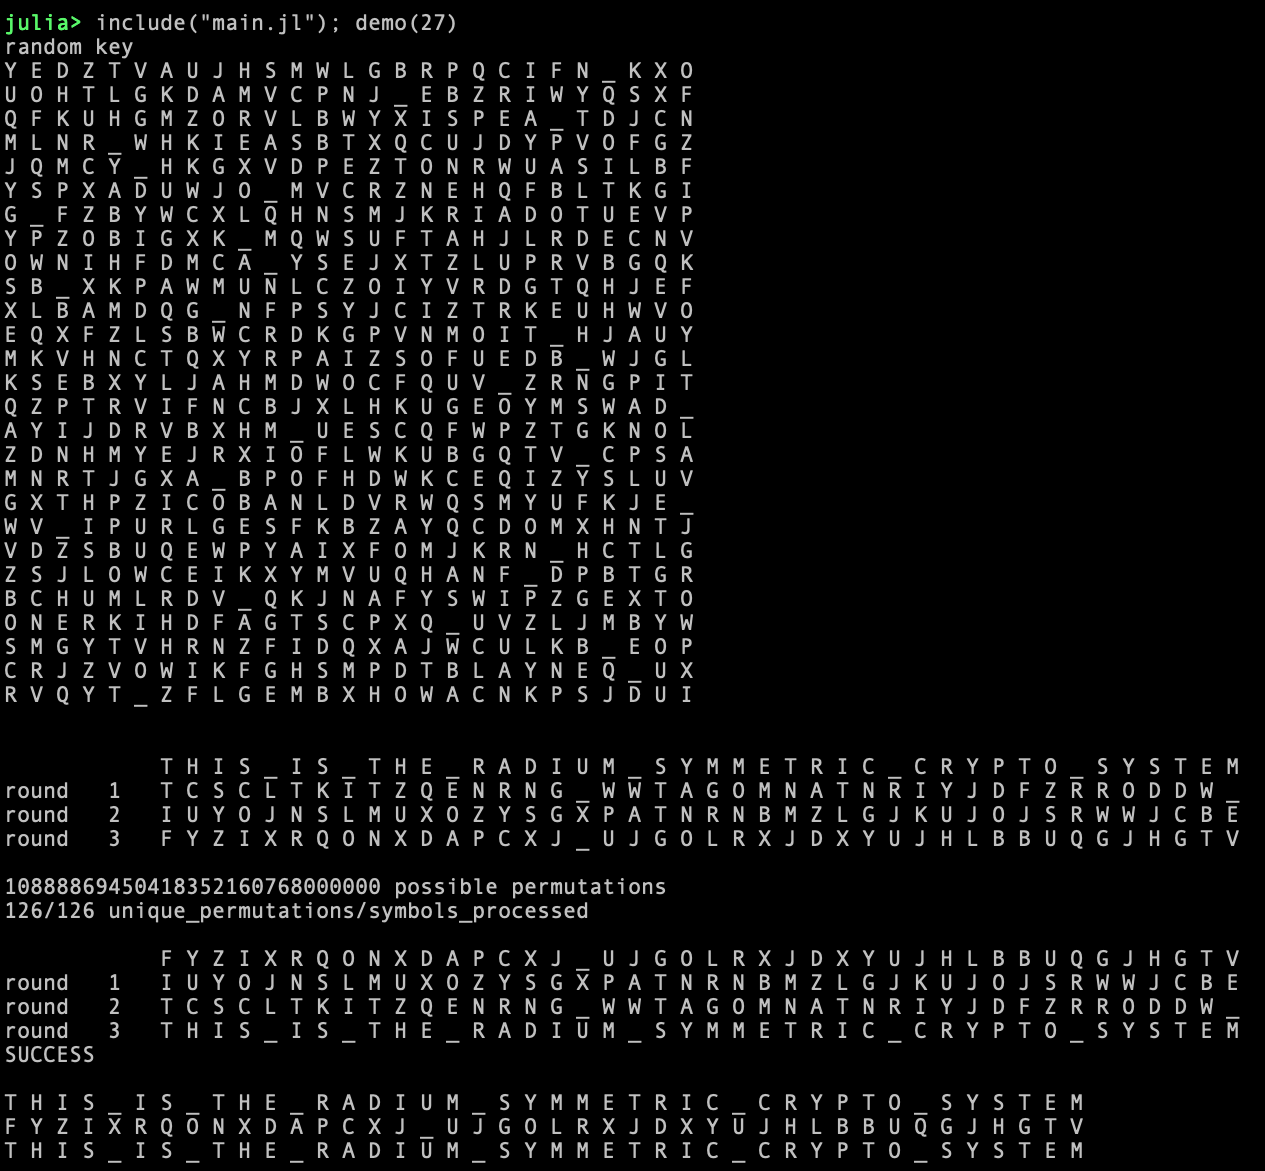 julia> include("main.jl"); demo(27)
random key
Y E D Z T V A U J H S M W L G B R P Q C I F N _ K X O
U O H T L G K D A M V C P N J _ E B Z R I W Y Q S X F
Q F K U H G M Z O R V L B W Y X I S P E A _ T D J C N
M L N R _ W H K I E A S B T X Q C U J D Y P V O F G Z
J Q M C Y _ H K G X V D P E Z T O N R W U A S I L B F
Y S P X A D U W J O _ M V C R Z N E H Q F B L T K G I
G _ F Z B Y W C X L Q H N S M J K R I A D O T U E V P
Y P Z O B I G X K _ M Q W S U F T A H J L R D E C N V
O W N I H F D M C A _ Y S E J X T Z L U P R V B G Q K
S B _ X K P A W M U N L C Z O I Y V R D G T Q H J E F
X L B A M D Q G _ N F P S Y J C I Z T R K E U H W V O
E Q X F Z L S B W C R D K G P V N M O I T _ H J A U Y
M K V H N C T Q X Y R P A I Z S O F U E D B _ W J G L
K S E B X Y L J A H M D W O C F Q U V _ Z R N G P I T
Q Z P T R V I F N C B J X L H K U G E O Y M S W A D _
A Y I J D R V B X H M _ U E S C Q F W P Z T G K N O L
Z D N H M Y E J R X I O F L W K U B G Q T V _ C P S A
M N R T J G X A _ B P O F H D W K C E Q I Z Y S L U V
G X T H P Z I C O B A N L D V R W Q S M Y U F K J E _
W V _ I P U R L G E S F K B Z A Y Q C D O M X H N T J
V D Z S B U Q E W P Y A I X F O M J K R N _ H C T L G
Z S J L O W C E I K X Y M V U Q H A N F _ D P B T G R
B C H U M L R D V _ Q K J N A F Y S W I P Z G E X T O
O N E R K I H D F A G T S C P X Q _ U V Z L J M B Y W
S M G Y T V H R N Z F I D Q X A J W C U L K B _ E O P
C R J Z V O W I K F G H S M P D T B L A Y N E Q _ U X
R V Q Y T _ Z F L G E M B X H O W A C N K P S J D U I
T H I S _ I S _ T H E _ R A D I U M _ S Y M M E T R I C _ C R Y P T O _ S Y S T E M
round 1 T C S C L T K I T Z Q E N R N G _ W W T A G O M N A T N R I Y J D F Z R R O D D W _
round 2 I U Y O J N S L M U X O Z Y S G X P A T N R N B M Z L G J K U J O J S R W W J C B E
round 3 F Y Z I X R Q O N X D A P C X J _ U J G O L R X J D X Y U J H L B B U Q G J H G T V
10888869450418352160768000000 possible permutations
126/126 unique_permutations/symbols_processed
F Y Z I X R Q O N X D A P C X J _ U J G O L R X J D X Y U J H L B B U Q G J H G T V
round 1 I U Y O J N S L M U X O Z Y S G X P A T N R N B M Z L G J K U J O J S R W W J C B E
round 2 T C S C L T K I T Z Q E N R N G _ W W T A G O M N A T N R I Y J D F Z R R O D D W _
round 3 T H I S _ I S _ T H E _ R A D I U M _ S Y M M E T R I C _ C R Y P T O _ S Y S T E M
SUCCESS
T H I S _ I S _ T H E _ R A D I U M _ S Y M M E T R I C _ C R Y P T O _ S Y S T E M
F Y Z I X R Q O N X D A P C X J _ U J G O L R X J D X Y U J H L B B U Q G J H G T V
T H I S _ I S _ T H E _ R A D I U M _ S Y M M E T R I C _ C R Y P T O _ S Y S T E M